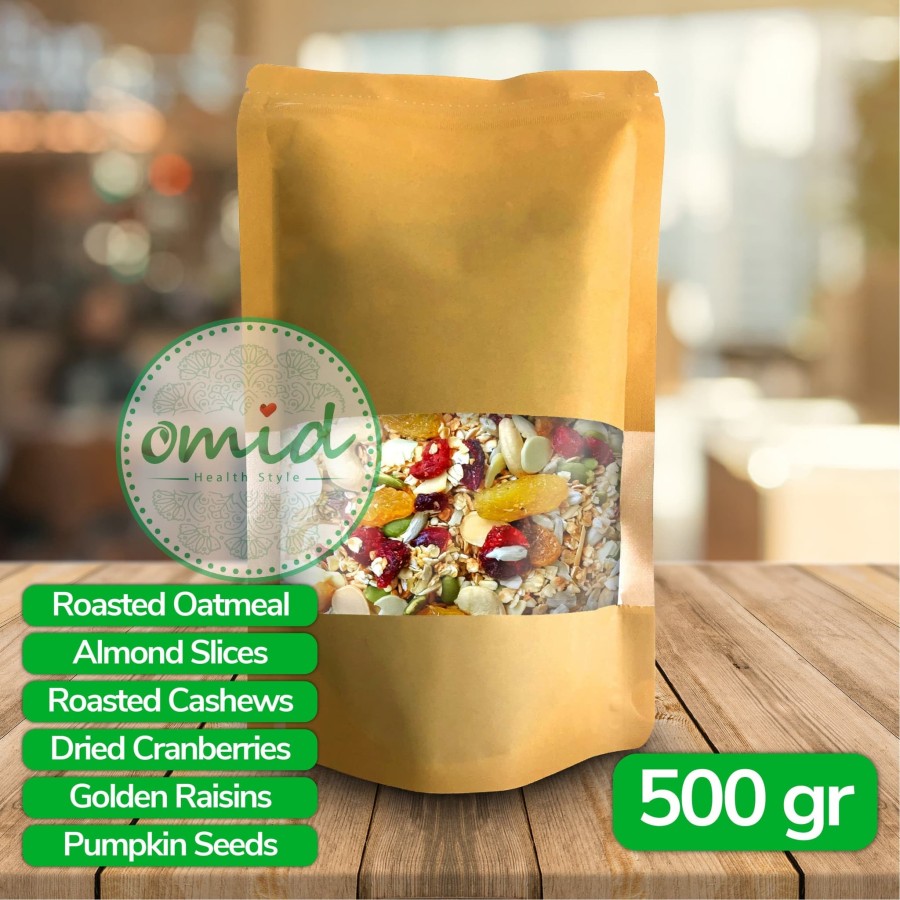 omid
Health Style
Roasted Oatmeal
Almond Slices
Roasted Cashews
Dried Cranberries
Golden Raisins
Pumpkin Seeds
500 gr